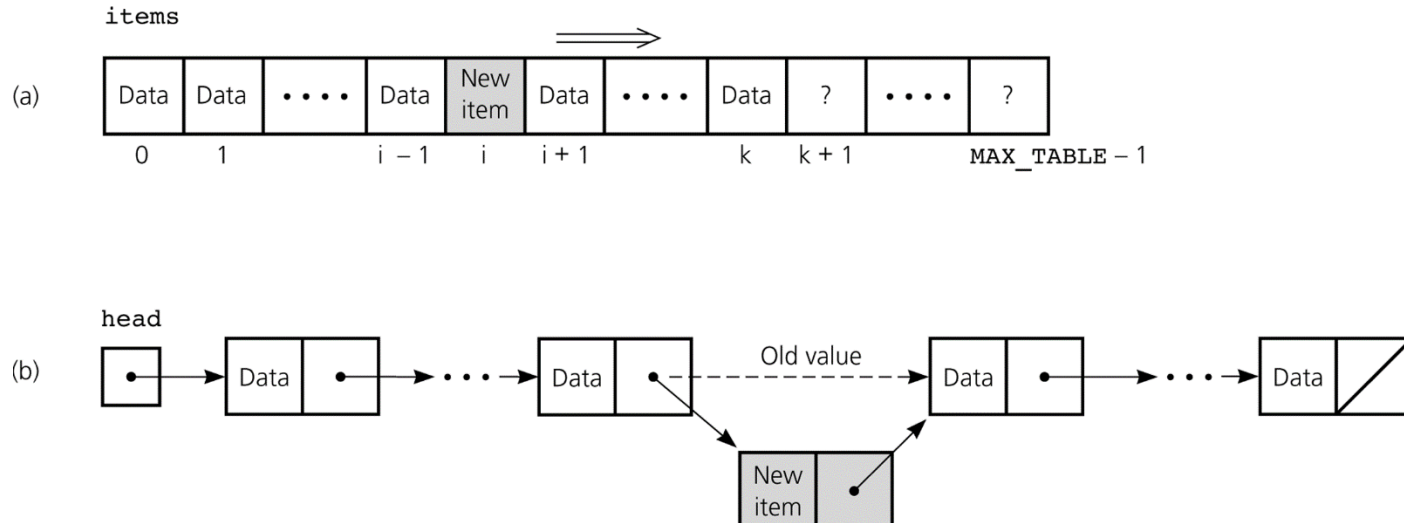 items
(a)
Data Data •••• Data New item Data •••• Data ? •••• ?
0 1 i – 1 i i + 1 k k + 1 MAX_TABLE – 1
head
(b)
Data ••• Data Old value Data ••• Data
New
item